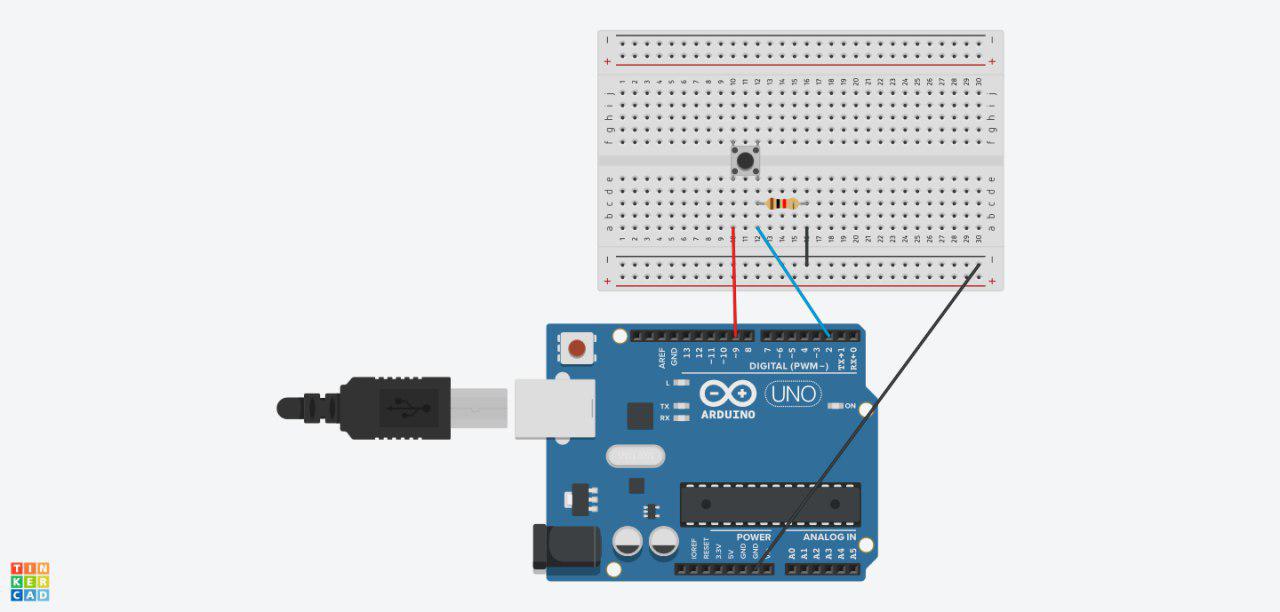 − −
+ +
1 2 3 4 5 6 7 8 9 10 11 12 13 14 15 16 17 18 19 20 21 22 23 24 25 26 27 28 29 30
j j
i i
h h
g g
f f
e e
d d
c c
b b
a a
1 2 3 4 5 6 7 8 9 11 12 13 14 15 17 18 19 20 21 22 23 24 25 26 27 28 29 30
− −
+ +
AREF GND 13 12 ~11 ~10 ~9 8 7 ~6 ~5 4 ~3 2 TX→1 RX←0
DIGITAL (PWM~)
L
TX
RX
ARDUINO
UNO
ON
POWER ANALOG IN
IOREF RESET 3.3V 5V GND GND A0 A1 A2 A3 A4 A5
TIN
KER
CAD